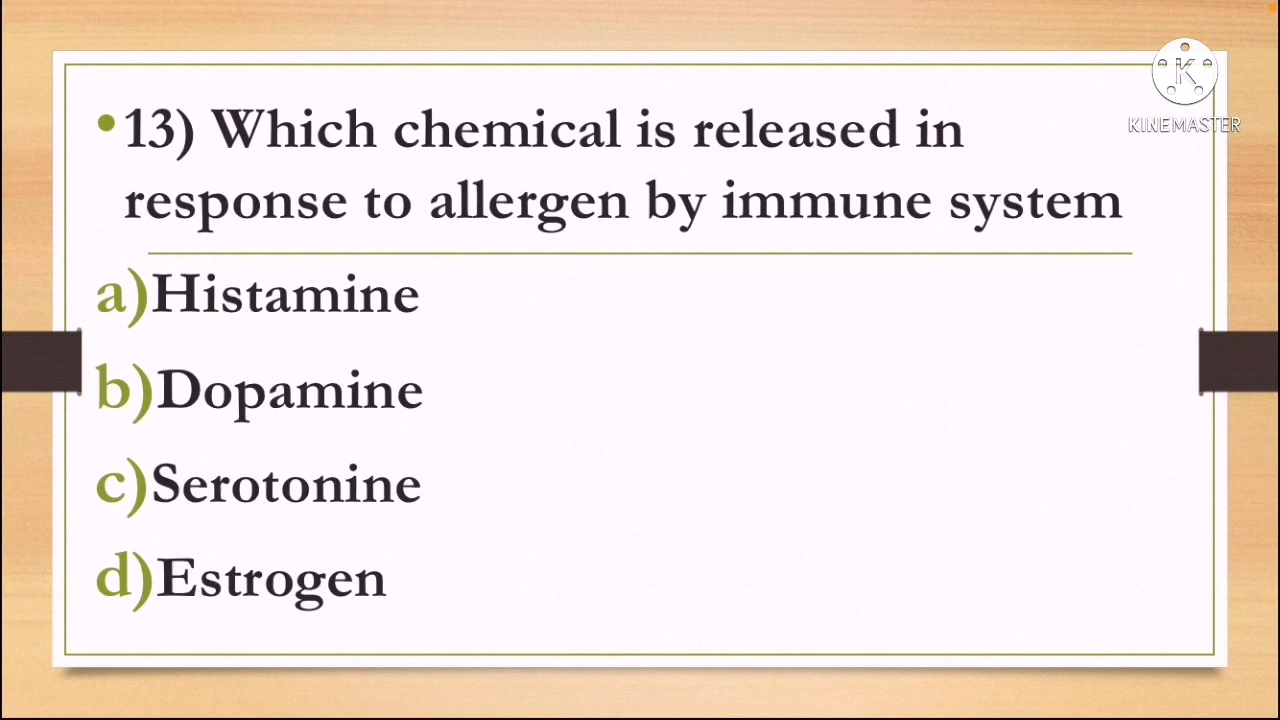 •13) Which chemical is released in
response to allergen by immune system
a)Histamine
b)Dopamine
c)Serotonine
d)Estrogen
K
KINEMASTER